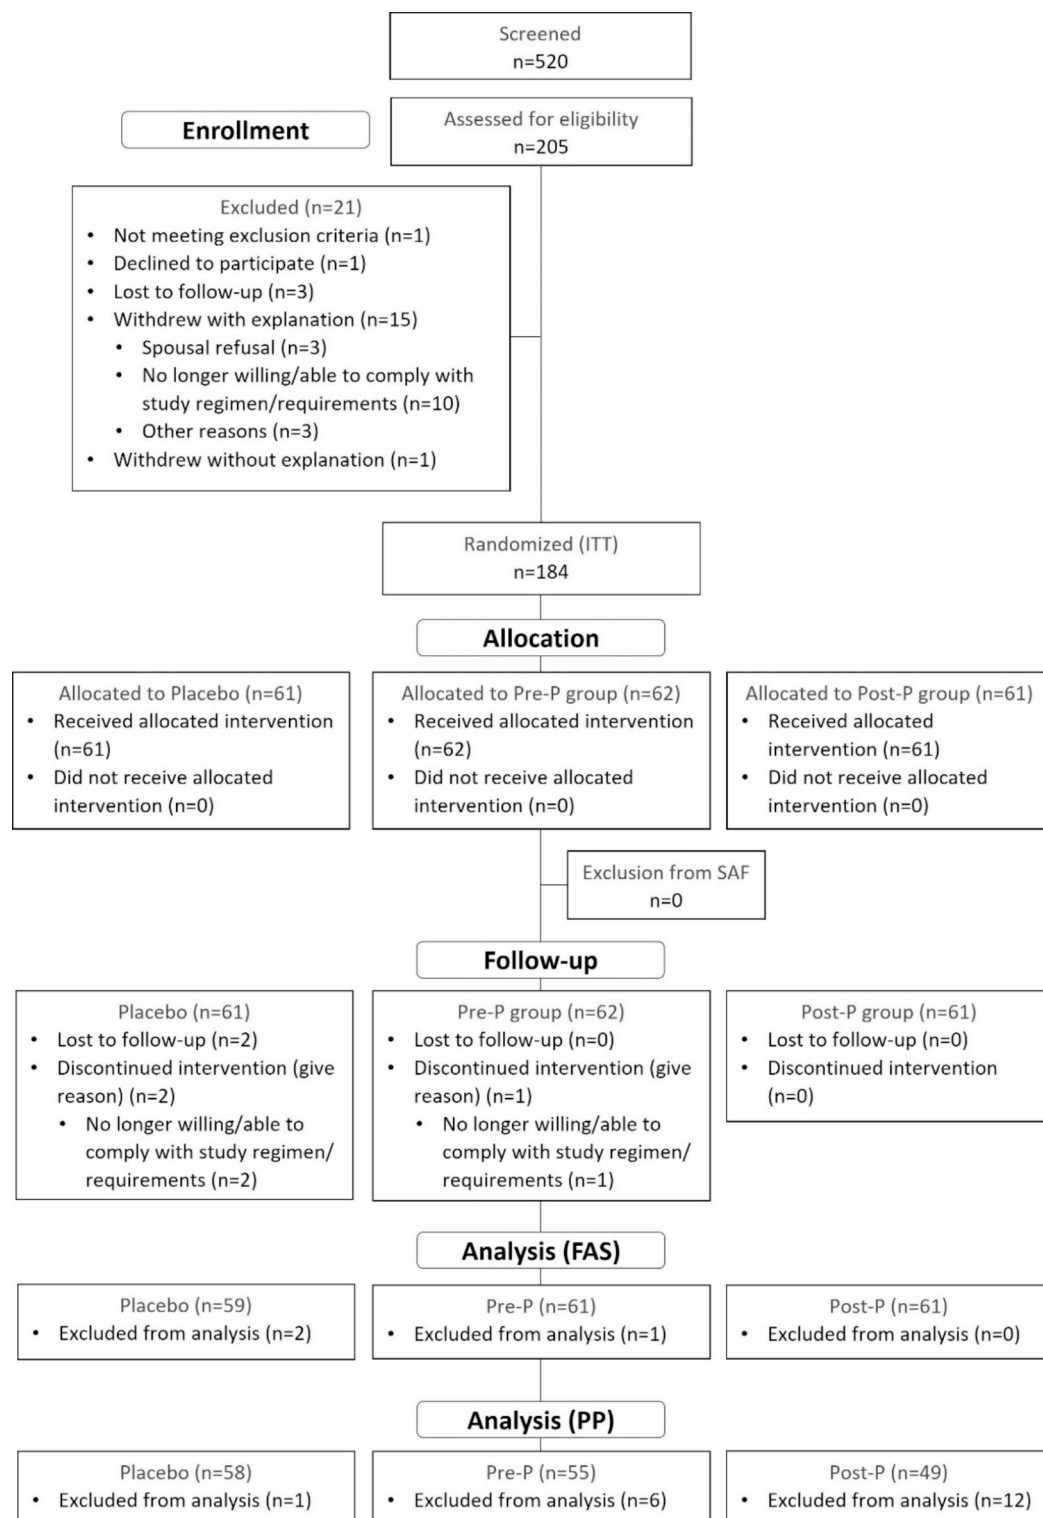 Screened
n=520
Enrollment
Assessed for eligibility
n=205
Excluded (n=21)
• Not meeting exclusion criteria (n=1)
• Declined to participate (n=1)
• Lost to follow-up (n=3)
• Withdrew with explanation (n=15)
• Spousal refusal (n=3)
• No longer willing/able to comply with
study regimen/requirements (n=10)
• Other reasons (n=3)
• Withdrew without explanation (n=1)
Randomized (ITT)
n=184
Allocation
Allocated to Placebo (n=61)
• Received allocated intervention
(n=61)
• Did not receive allocated
intervention (n=0)
Allocated to Pre-P group (n=62)
• Received allocated intervention
(n=62)
• Did not receive allocated
intervention (n=0)
Allocated to Post-P group (n=61)
• Received allocated
intervention (n=61)
• Did not receive allocated
intervention (n=0)
Exclusion from SAF
n=0
Follow-up
Placebo (n=61)
• Lost to follow-up (n=2)
• Discontinued intervention (give
reason) (n=2)
• No longer willing/able to
comply with study regimen/
requirements (n=2)
Pre-P group (n=62)
• Lost to follow-up (n=0)
• Discontinued intervention (give
reason) (n=1)
• No longer willing/able to
comply with study regimen/
requirements (n=1)
Post-P group (n=61)
• Lost to follow-up (n=0)
• Discontinued intervention
(n=0)
Analysis (FAS)
Placebo (n=59)
• Excluded from analysis (n=2)
Pre-P (n=61)
• Excluded from analysis (n=1)
Post-P (n=61)
• Excluded from analysis (n=0)
Analysis (PP)
Placebo (n=58)
• Excluded from analysis (n=1)
Pre-P (n=55)
• Excluded from analysis (n=6)
Post-P (n=49)
• Excluded from analysis (n=12)